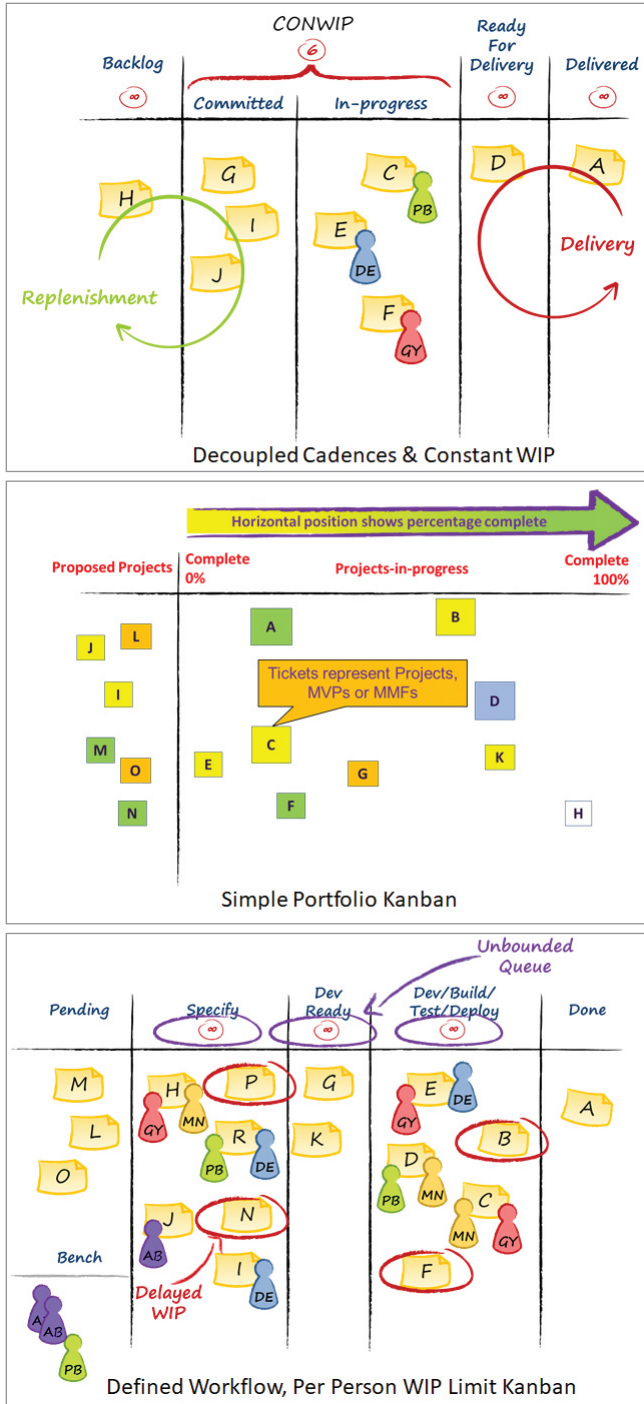 CONWIP
6
Backlog
∞
Ready
For
Delivery
∞
Delivered
∞
Committed
In-progress
H
G
I
J
C
PB
E
DE
F
GY
D
A
Replenishment
Delivery
Decoupled Cadences & Constant WIP
Horizontal position shows percentage complete
Proposed Projects
Complete
0%
Projects-in-progress
Complete
100%
J
L
I
M
O
N
A
B
Tickets represent Projects,
MVPs or MMFs
D
C
E
G
K
F
H
Simple Portfolio Kanban
Unbounded
Queue
Pending
Specify
∞
Dev
Ready
∞
Dev/Build/
Test/Deploy
∞
Done
M
L
O
H
GY
MN
P
R
PB
DE
J
AB
N
I
DE
Delayed
WIP
G
K
E
GY
DE
B
D
PB
MN
C
MN
GY
F
A
Bench
A
AB
PB
Defined Workflow, Per Person WIP Limit Kanban